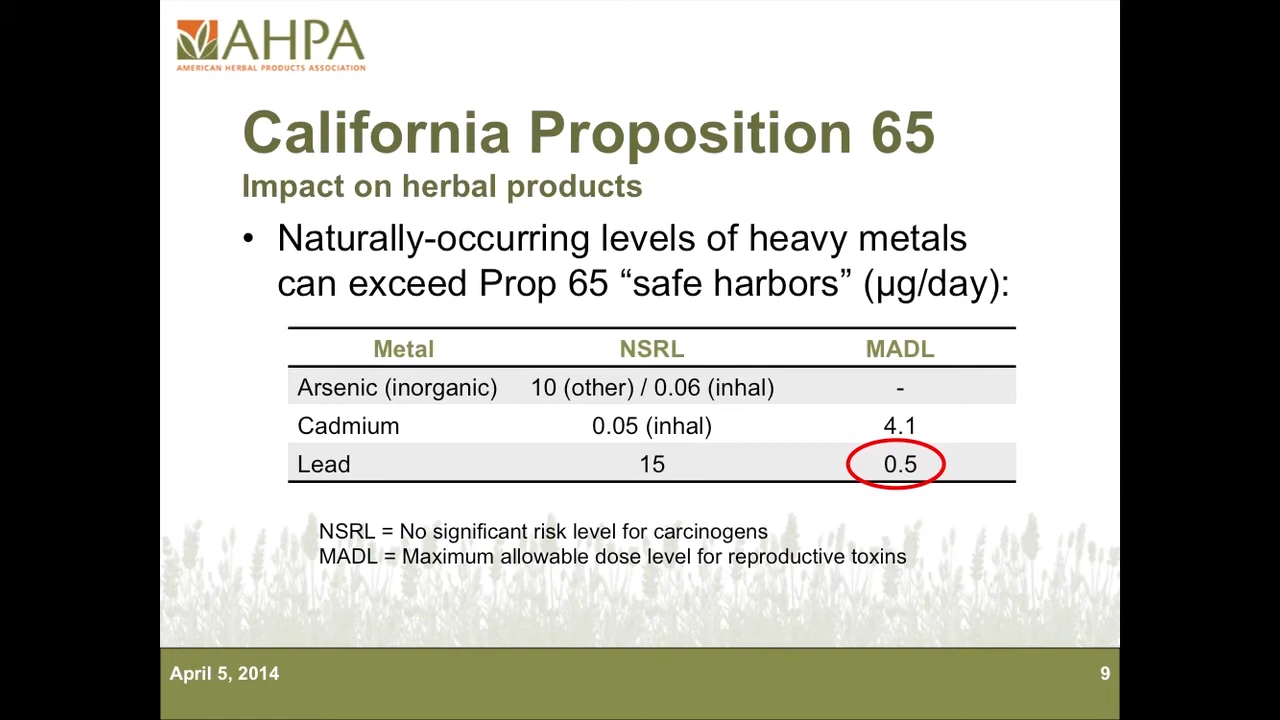 AHPA
AMERICAN HERBAL PRODUCTS ASSOCIATION
California Proposition 65
Impact on herbal products
• Naturally-occurring levels of heavy metals
can exceed Prop 65 “safe harbors” (µg/day):
Metal NSRL MADL
Arsenic (inorganic) 10 (other) / 0.06 (inhal) -
Cadmium 0.05 (inhal) 4.1
Lead 15 0.5
NSRL = No significant risk level for carcinogens
MADL = Maximum allowable dose level for reproductive toxins
April 5, 2014 9